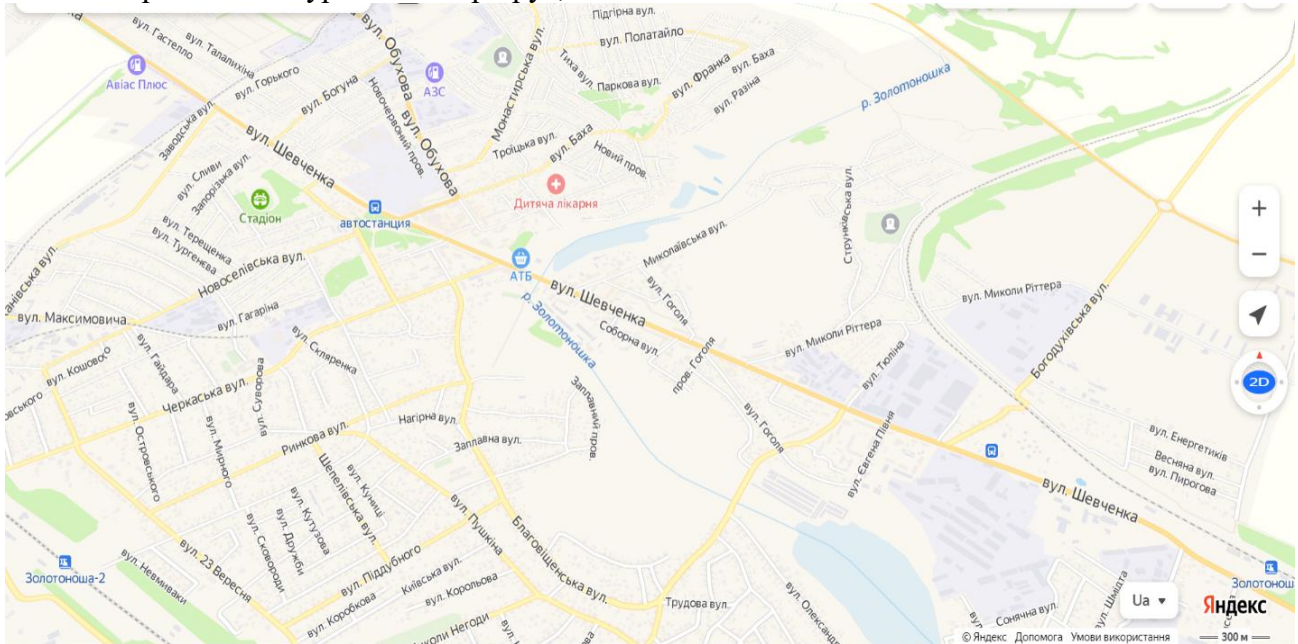 Підгірна вул.
вул. Полатайло
вул. Гастелло
вул. Талалихіна
вул. Обухова
Тиха вул.
вул. Баха
вул. Франка
Авіас Плюс
АЗС
вул. Горького
Паркова вул.
вул. Разіна
р. Золотоношка
вул. Богуна
Новочервоний пров.
Монастирська вул.
Заводська вул.
вул. Шевченка
вул. Обухова
Троїцька вул.
вул. Баха
Новий пров.
вул. Сливи
Запорізька вул.
Дитяча лікарня
Стадіон
автостанция
Струнківська вул.
вул. Терещенка
вул. Тургенєва
Новоселівська вул.
Миколаївська вул.
АТБ
вул. Шевченка
вул. Гоголя
вул. Миколи Ріттера
вул. Максимовича
вул. Гагаріна
р. Золотоношка
Соборна вул.
вул. Миколи Ріттера
Богодухівська вул.
вул. Кошового
вул. Гайдара
вул. Скляренка
пров. Гоголя
вул. Тюліна
2D
Черкаська вул.
вул. Суворова
Заплавний пров.
вул. Островського
вул. Мирного
Нагірна вул.
вул. Гоголя
Ринкова вул.
Заплавна вул.
вул. Євгена Півня
вул. Енергетиків
Весняна вул.
вул. Пирогова
Шепелівська вул.
вул. Куниці
вул. Кутузова
вул. Дружби
вул. Сковороди
вул. Пушкіна
Благовіщенська вул.
вул. Шевченка
вул. 23 Вересня
вул. Невмиваки
вул. Піддубного
Золотоноша-2
Київська вул.
вул. Корольова
вул. Коробкова
Трудова вул.
Сонячна вул.
вул. Шмідта
Ua
Яндекс
© Яндекс Допомога Умови використання
300 м